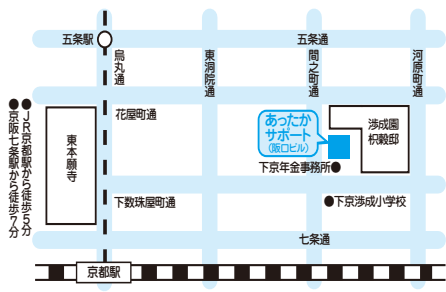 五条駅
五条通
烏丸通
東洞院通
間之町通
河原町通
花屋町通
あったか
サポート
(阪口ビル)
渉成園
枳殻邸
東本願寺
●JR京都駅から徒歩5分
●京阪七条駅から徒歩7分
下京年金事務所●
下数珠屋町通
●下京渉成小学校
七条通
京都駅